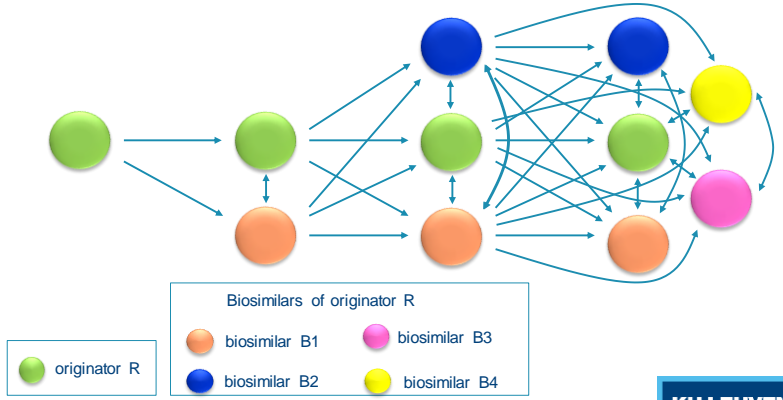 Biosimilars of originator R
biosimilar B1
biosimilar B3
originator R
biosimilar B2
biosimilar B4